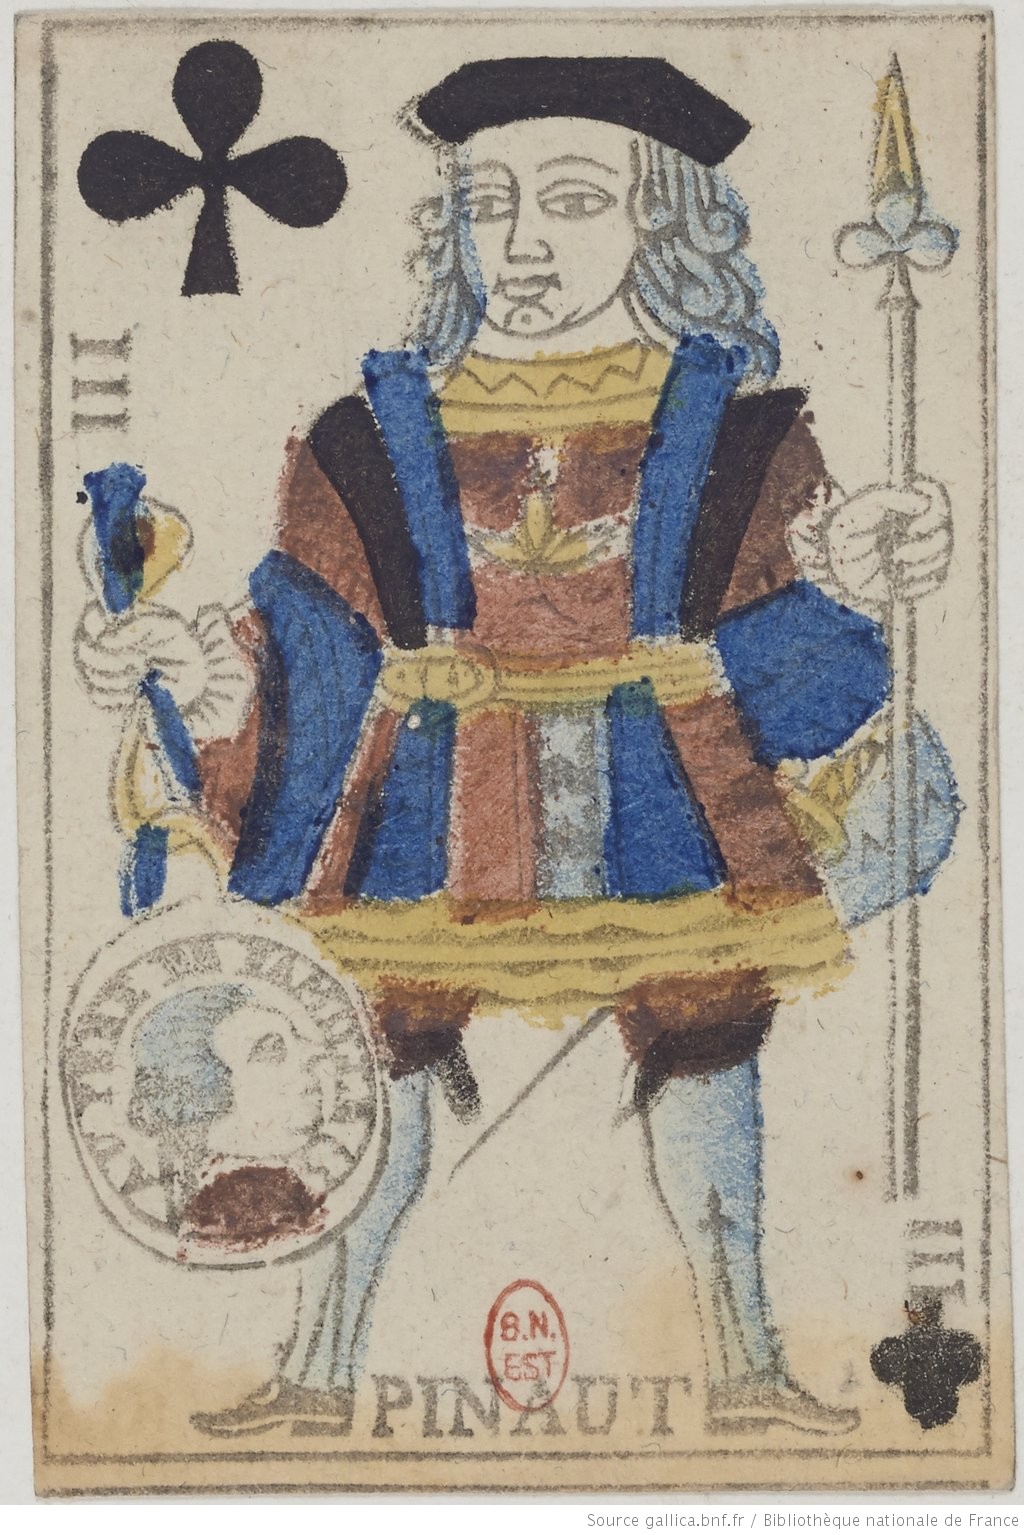 III
III
PINAUT
B.N.
EST
Source gallica.bnf.fr / Bibliothèque nationale de France